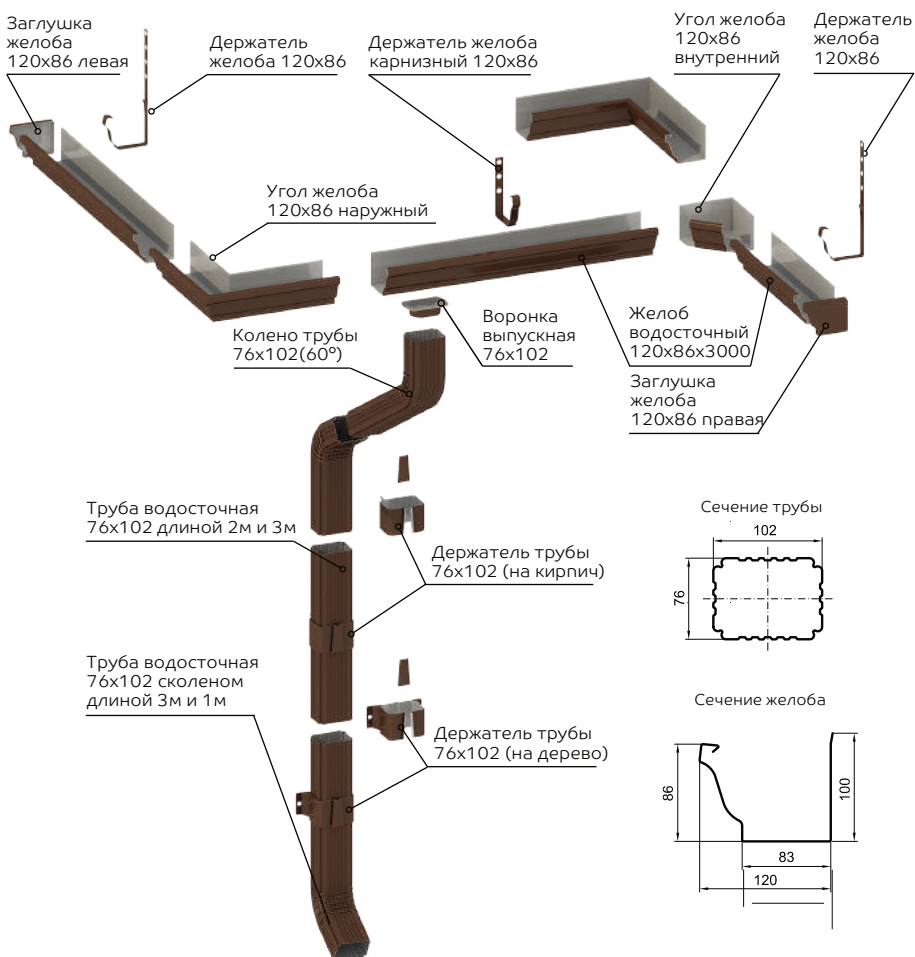 Заглушка
желоба
120х86 левая
Держатель
желоба 120х86
Держатель желоба
карнизный 120х86
Угол желоба
120х86
внутренний
Держатель
желоба
120х86
Угол желоба
120х86 наружный
Колено трубы
76х102(60º)
Воронка
выпускная
76х102
Желоб
водосточный
120х86х3000
Заглушка
желоба
120х86 правая
Труба водосточная
76х102 длиной 2м и 3м
Держатель трубы
76х102 (на кирпич)
Труба водосточная
76х102 сколеном
длиной 3м и 1м
Держатель трубы
76х102 (на дерево)
Сечение трубы
102
76
Сечение желоба
86
100
83
120